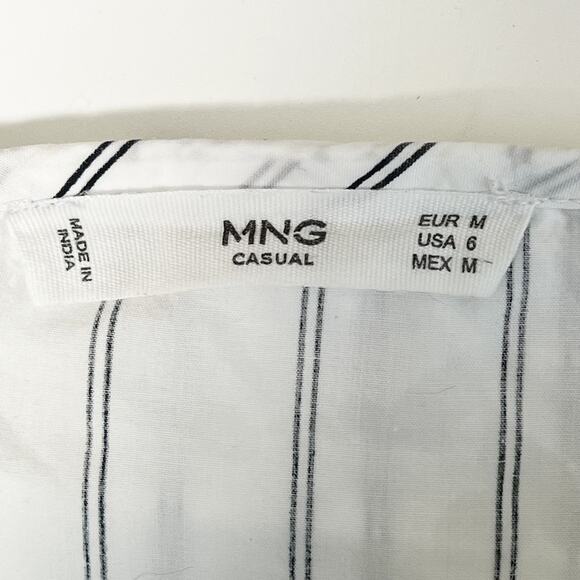 MADE IN
INDIA
MNG
CASUAL
EUR M
USA 6
MEX M